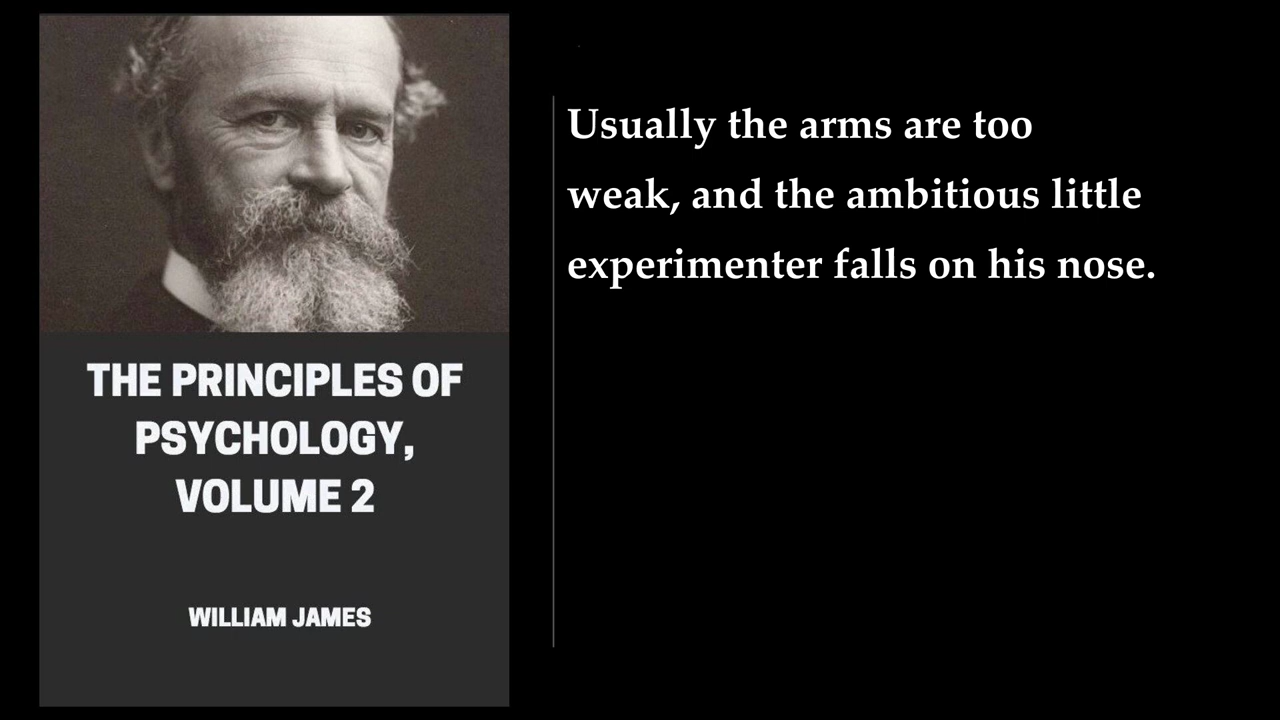 THE PRINCIPLES OF
PSYCHOLOGY,
VOLUME 2
WILLIAM JAMES
Usually the arms are too
weak, and the ambitious little
experimenter falls on his nose.